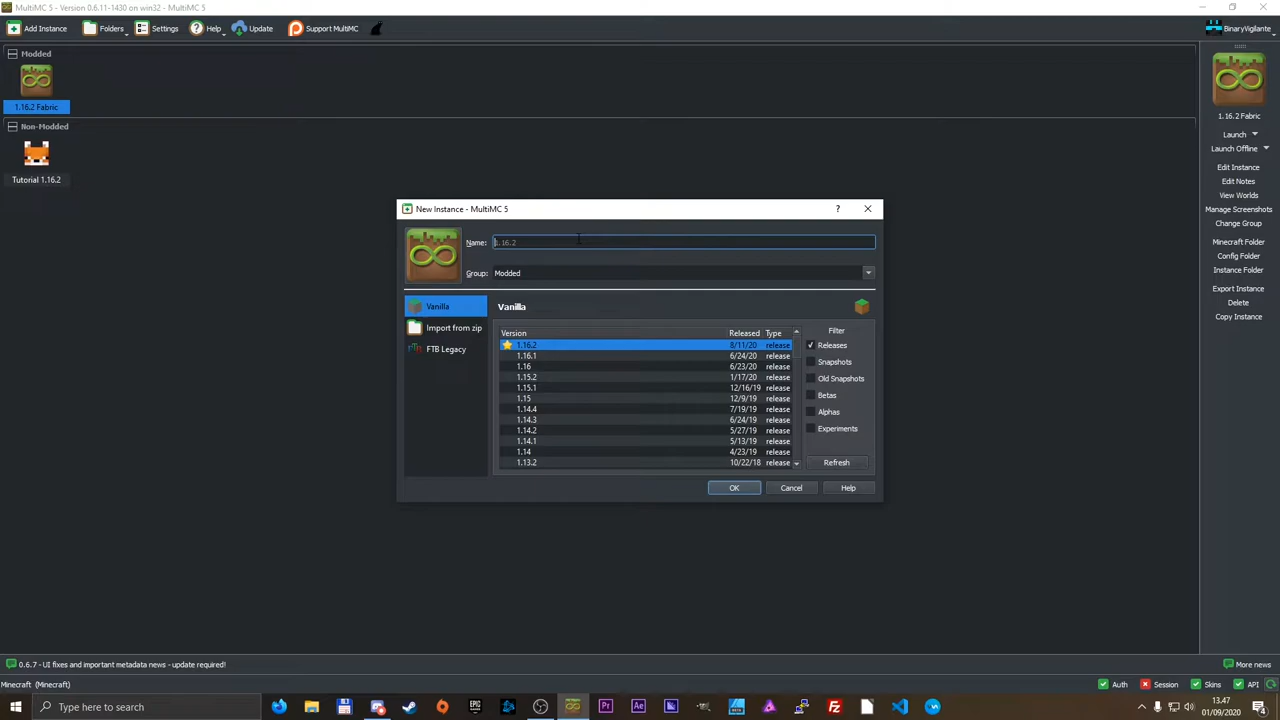 MultiMC 5 - Version 0.6.11-1430 on win32 - MultiMC 5
Add Instance Folders Settings Help Update Support MultiMC BinaryVigilante
Modded
1.16.2 Fabric
Non-Modded
Tutorial 1.16.2
1.16.2 Fabric
Launch
Launch Offline
Edit Instance
Edit Notes
View Worlds
Manage Screenshots
Change Group
Minecraft Folder
Config Folder
Instance Folder
Export Instance
Delete
Copy Instance
New Instance - MultiMC 5 ?
Name: 1.16.2
Group: Modded
Vanilla
Import from zip
FTB Legacy
Vanilla
Version Released Type
1.16.2 8/11/20 release
1.16.1 6/24/20 release
1.16 6/23/20 release
1.15.2 1/17/20 release
1.15.1 12/16/19 release
1.15 12/9/19 release
1.14.4 7/19/19 release
1.14.3 6/24/19 release
1.14.2 5/27/19 release
1.14.1 5/13/19 release
1.14 4/23/19 release
1.13.2 10/22/18 release
Filter
Releases
Snapshots
Old Snapshots
Betas
Alphas
Experiments
Refresh
OK Cancel Help
0.6.7 - UI fixes and important metadata news - update required! More news
Minecraft (Minecraft) Auth Session Skins API
Type here to search
13.47
01/09/2020